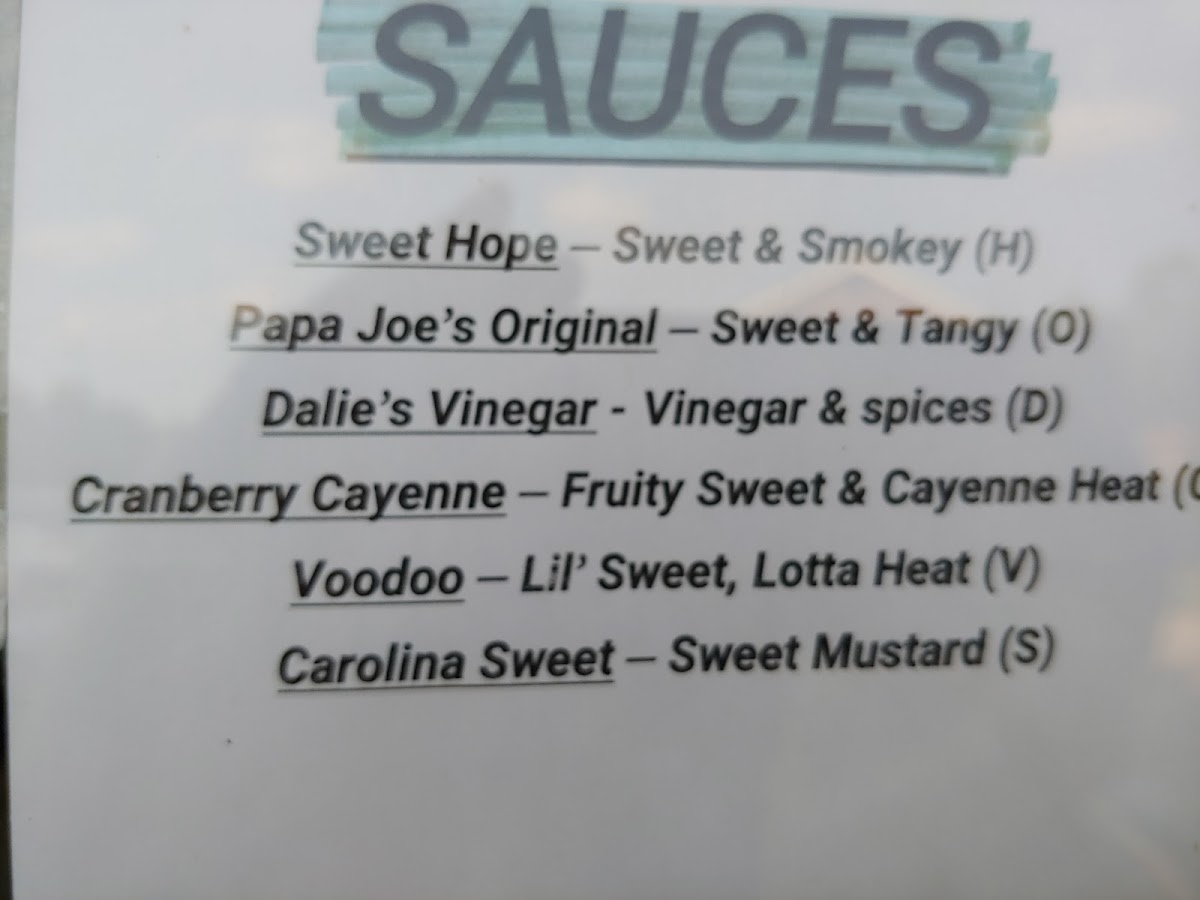 SAUCES
Sweet Hope – Sweet & Smokey (H)
Papa Joe's Original – Sweet & Tangy (O)
Dalie's Vinegar - Vinegar & spices (D)
Cranberry Cayenne – Fruity Sweet & Cayenne Heat
Voodoo – Lil' Sweet, Lotta Heat (V)
Carolina Sweet – Sweet Mustard (S)